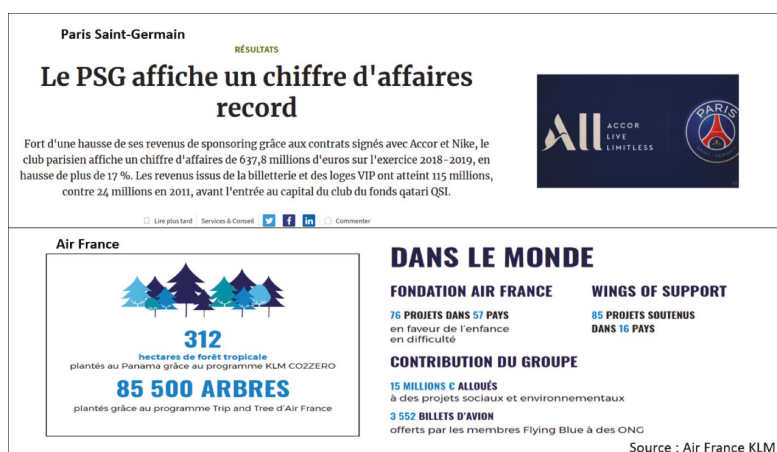 Paris Saint-Germain
RÉSULTATS
Le PSG affiche un chiffre d'affaires
record
Fort d'une hausse de ses revenus de sponsoring grâce aux contrats signés avec Accor et Nike, le
club parisien affiche un chiffre d'affaires de 637,8 millions d'euros sur l'exercice 2018-2019, en
hausse de plus de 17 %. Les revenus issus de la billetterie et des loges VIP ont atteint 115 millions,
contre 24 millions en 2011, avant l'entrée au capital du club du fonds qatari QSI.
Lire plus tard Services & Conseil Commenter
All ACCOR
LIVE
LIMITLESS
PARIS
SAINT-GERMAIN
Air France
312
hectares de forêt tropicale
plantés au Panama grâce au programme KLM CO2ZERO
85 500 ARBRES
plantés grâce au programme Trip and Tree d'Air France
DANS LE MONDE
FONDATION AIR FRANCE
76 PROJETS DANS 57 PAYS
en faveur de l'enfance
en difficulté
WINGS OF SUPPORT
85 PROJETS SOUTENUS
DANS 16 PAYS
CONTRIBUTION DU GROUPE
15 MILLIONS € ALLOUÉS
à des projets sociaux et environnementaux
3 552 BILLETS D'AVION
offerts par les membres Flying Blue à des ONG
Source : Air France KLM